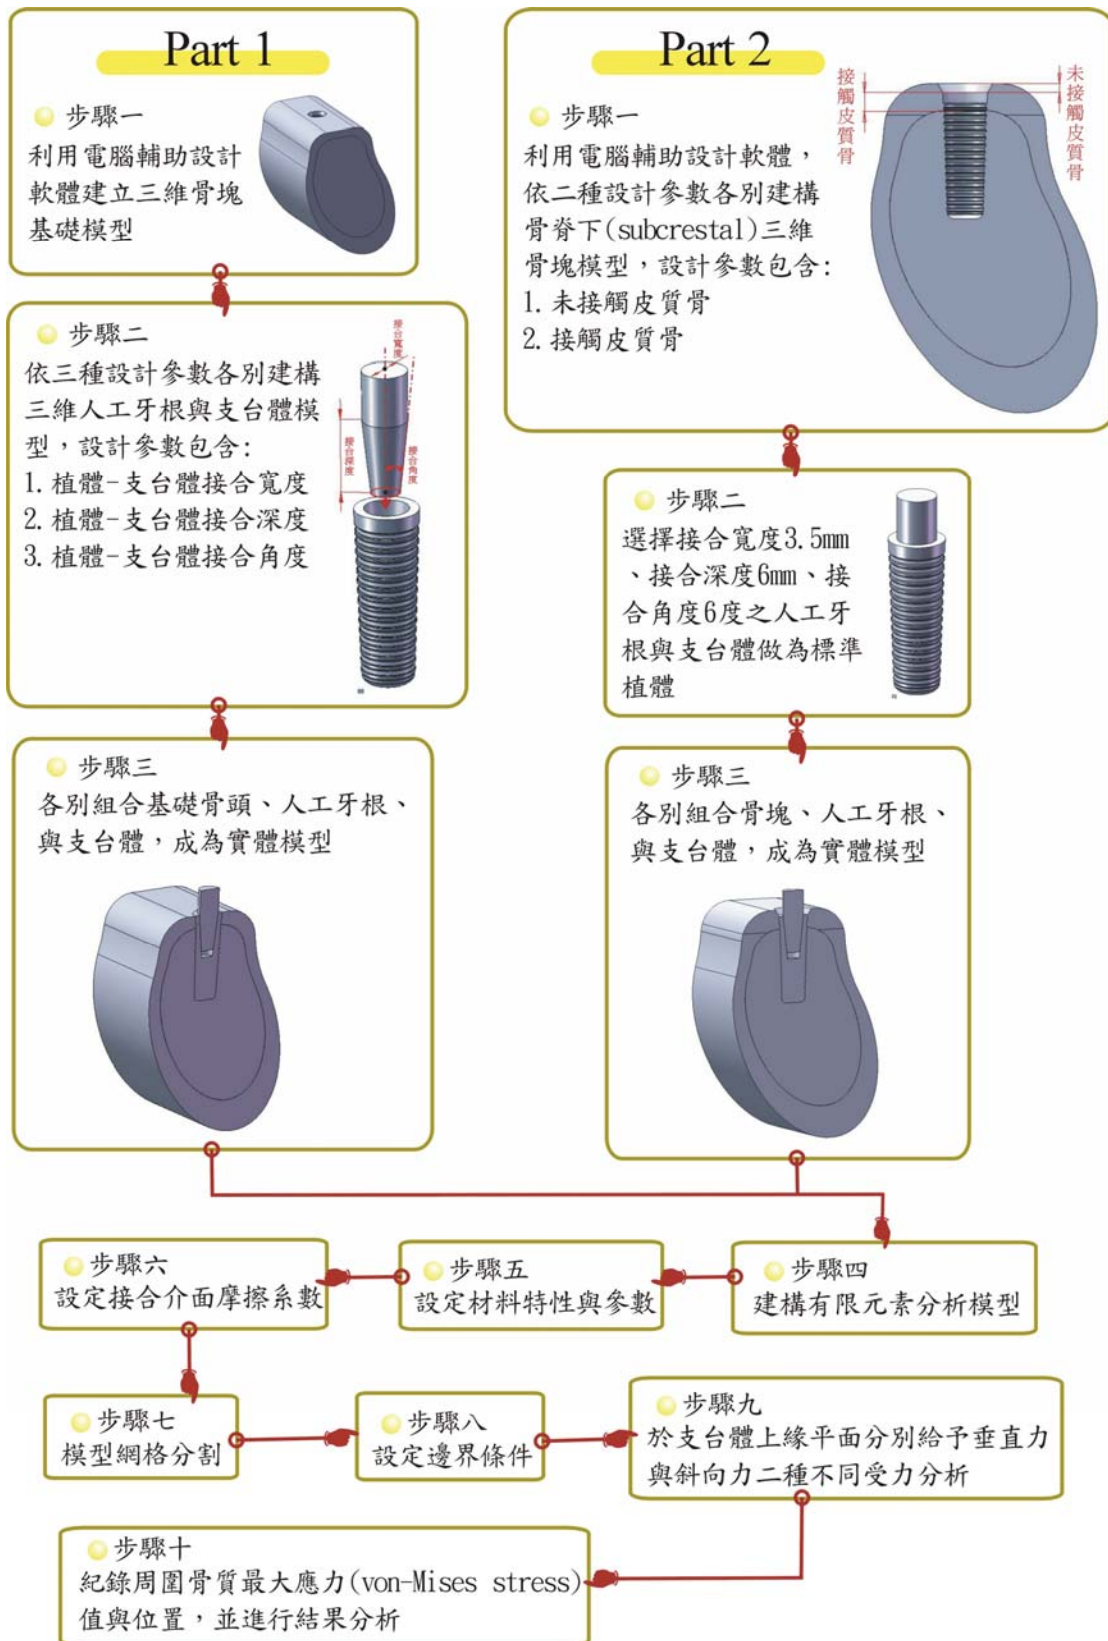 Part 1
步驟一
利用電腦輔助設計
軟體建立三維骨塊
基礎模型
步驟二
依三種設計參數各別建構
三維人工牙根與支台體模
型，設計參數包含:
1. 植體-支台體接合寬度
2. 植體-支台體接合深度
3. 植體-支台體接合角度
接合寬度
接合深度
接合角度
步驟三
各別組合基礎骨頭、人工牙根、
與支台體，成為實體模型
Part 2
步驟一
利用電腦輔助設計軟體，
依二種設計參數各別建構
骨脊下(subcrestal)三維
骨塊模型，設計參數包含:
1. 未接觸皮質骨
2. 接觸皮質骨
接觸皮質骨
未接觸皮質骨
步驟二
選擇接合寬度3.5mm
、接合深度6mm、接
合角度6度之人工牙
根與支台體做為標準
植體
步驟三
各別組合骨塊、人工牙根、
與支台體，成為實體模型
步驟四
建構有限元素分析模型
步驟五
設定材料特性與參數
步驟六
設定接合介面摩擦系數
步驟七
模型網格分割
步驟八
設定邊界條件
步驟九
於支台體上緣平面分別給予垂直力
與斜向力二種不同受力分析
步驟十
紀錄周圍骨質最大應力(von-Mises stress)
值與位置，並進行結果分析